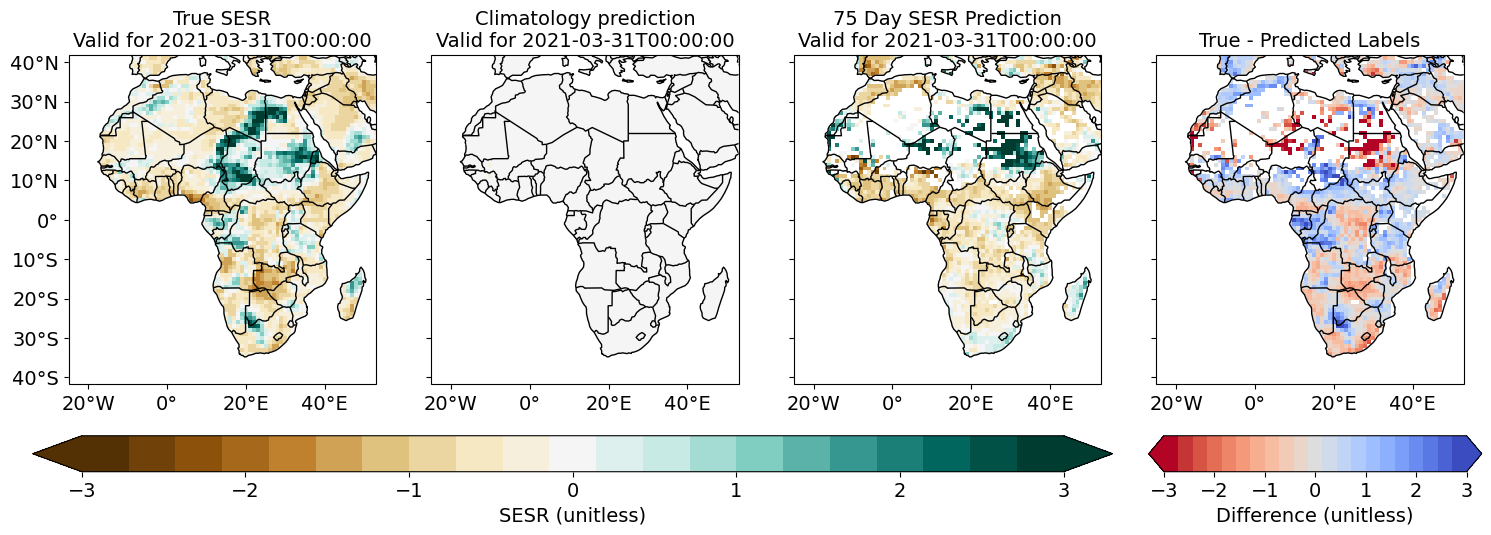 True SESR
Valid for 2021-03-31T00:00:00
Climatology prediction
Valid for 2021-03-31T00:00:00
75 Day SESR Prediction
Valid for 2021-03-31T00:00:00
True - Predicted Labels
40°N
30°N
20°N
10°N
0°
10°S
20°S
30°S
40°S
20°W 0° 20°E 40°E
20°W 0° 20°E 40°E
20°W 0° 20°E 40°E
20°W 0° 20°E 40°E
−3 −2 −1 0 1 2 3
SESR (unitless)
−3 −2 −1 0 1 2 3
Difference (unitless)